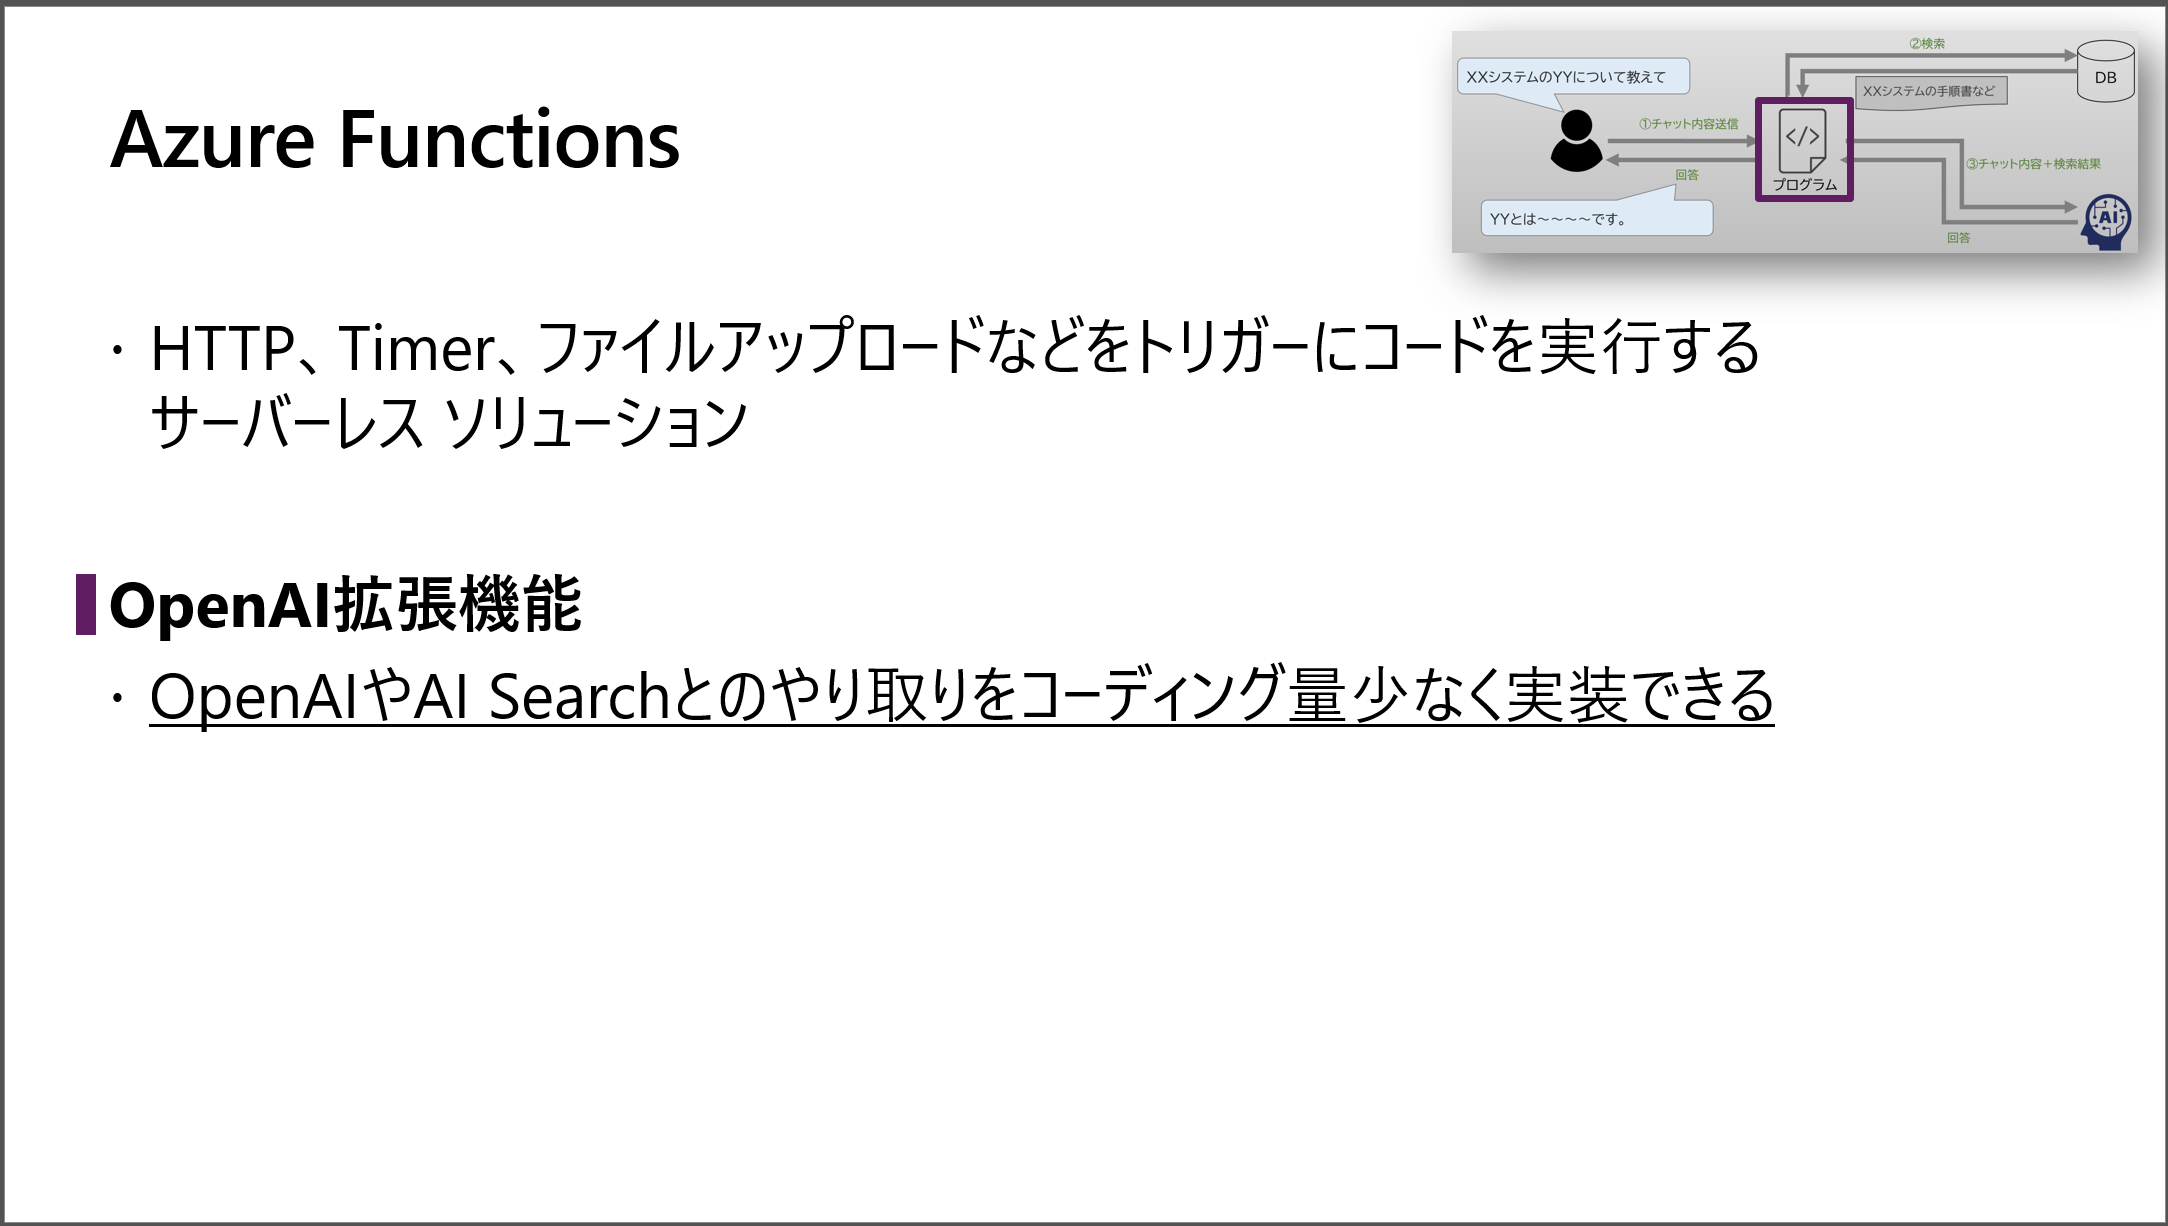 Azure Functions
XXシステムのYYについて教えて
①チャット内容送信
回答
YYとは～～～～です。
</>
プログラム
②検索
XXシステムの手順書など
DB
③チャット内容＋検索結果
AI
回答
・HTTP、Timer、ファイルアップロードなどをトリガーにコードを実行する
サーバーレス ソリューション
OpenAI拡張機能
・OpenAIやAI Searchとのやり取りをコーディング量少なく実装できる